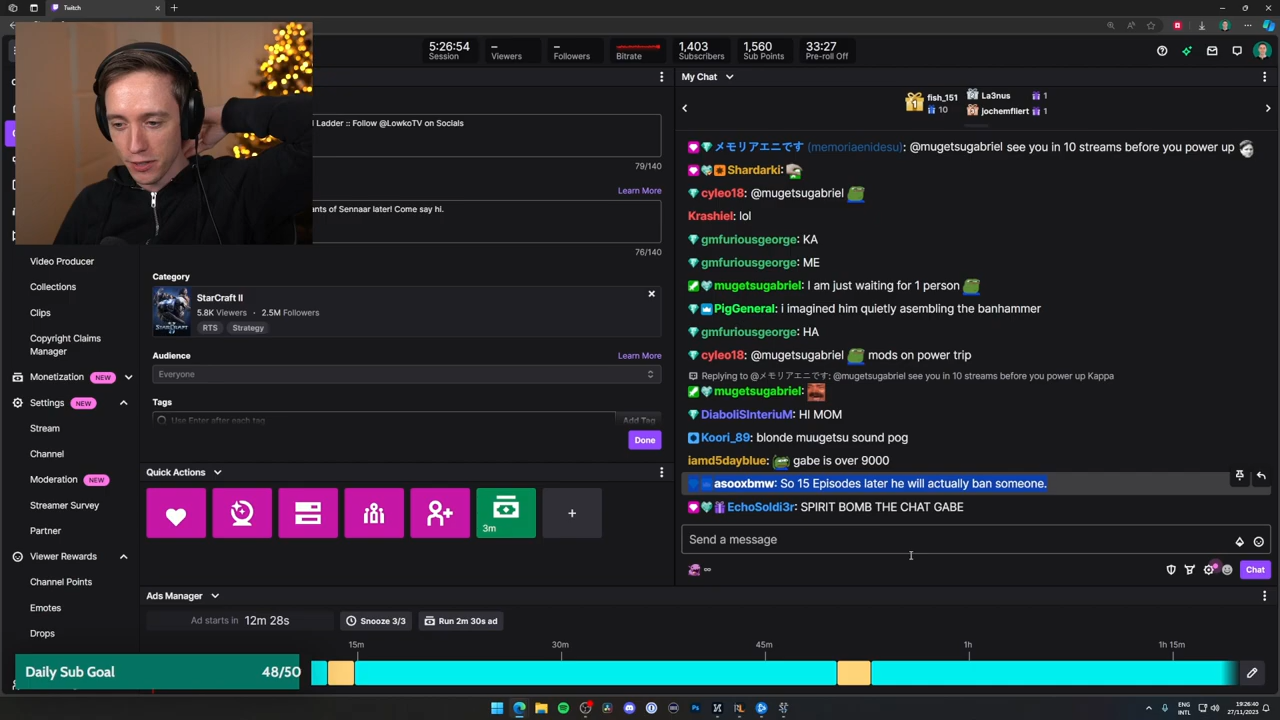 Twitch
5:26:54
Session
–
Viewers
–
Followers
Bitrate
1,403
Subscribers
1,560
Sub Points
33:27
Pre-roll Off
Ladder :: Follow @LowkoTV on Socials
79/140
Learn More
ants of Sennaar later! Come say hi.
76/140
Category
StarCraft II
5.8K Viewers • 2.5M Followers
RTS
Strategy
Audience
Learn More
Everyone
Tags
Use Enter after each tag
Add Tag
Done
Video Producer
Collections
Clips
Copyright Claims
Manager
Monetization NEW
Settings NEW
Stream
Channel
Moderation NEW
Streamer Survey
Partner
Viewer Rewards
Channel Points
Emotes
Drops
Quick Actions
3m
Ads Manager
Ad starts in 12m 28s
Snooze 3/3
Run 2m 30s ad
15m
30m
45m
1h
1h 15m
Daily Sub Goal 48/50
My Chat
1
fish_151
10
La3nus 1
jochemfliert 1
メモリアエニです (memoriaenidesu): @mugetsugabriel see you in 10 streams before you power up
Shardarki:
cyleo18: @mugetsugabriel
Krashiel: lol
gmfuriousgeorge: KA
gmfuriousgeorge: ME
mugetsugabriel: I am just waiting for 1 person
PigGeneral: i imagined him quietly asembling the banhammer
gmfuriousgeorge: HA
cyleo18: @mugetsugabriel mods on power trip
Replying to @メモリアエニです: @mugetsugabriel see you in 10 streams before you power up Kappa
mugetsugabriel:
DiaboliSInteriuM: HI MOM
Koori_89: blonde muugetsu sound pog
iamd5dayblue: gabe is over 9000
asooxbmw: So 15 Episodes later he will actually ban someone.
EchoSoldi3r: SPIRIT BOMB THE CHAT GABE
Send a message
Chat
ENG
INTL
19:26:40
27/11/2023